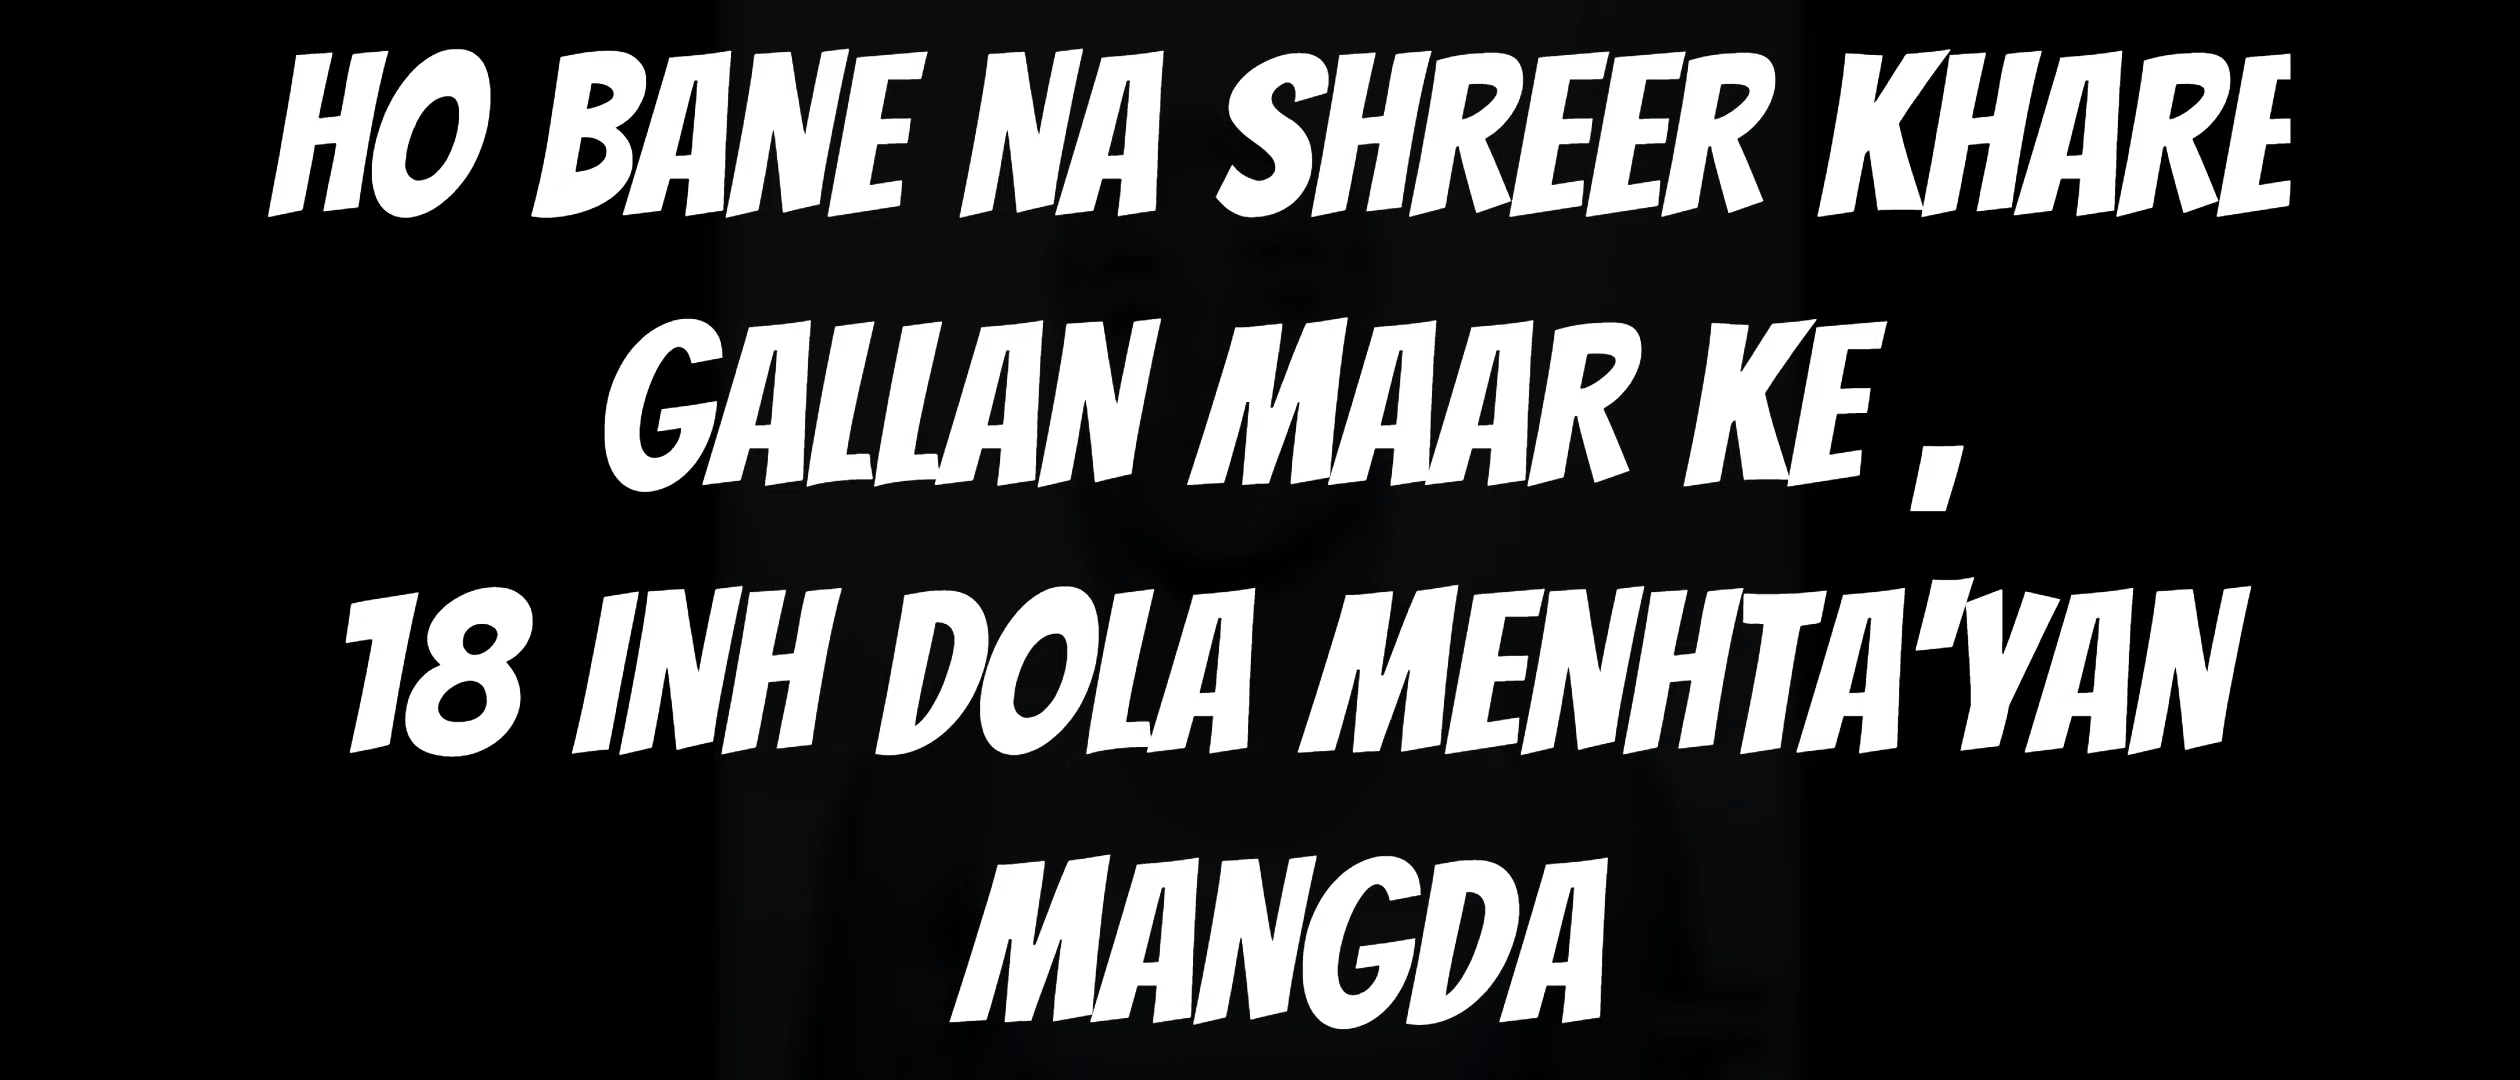 HO BANE NA SHREER KHARE
GALLAN MAAR KE ,
18 INH DOLA MENHTA'YAN
MANGDA